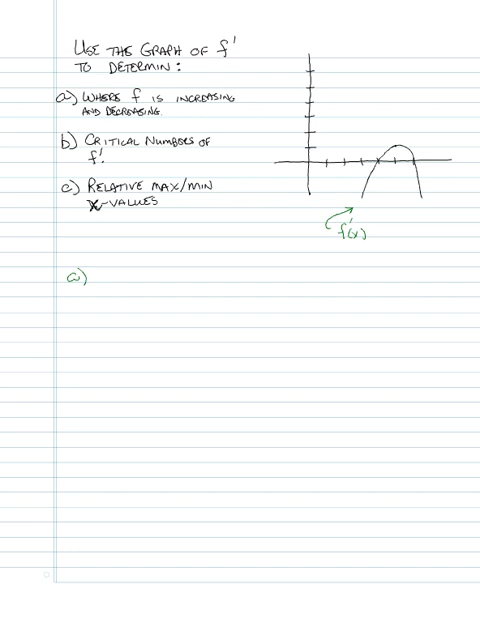 USE THE GRAPH OF f'
TO DETERMIN:
a) WHERE f IS INCREASING
AND DECREASING.
b) CRITICAL NUMBERS OF
f'.
c) RELATIVE MAX/MIN
X-VALUES
f'(x)
a)